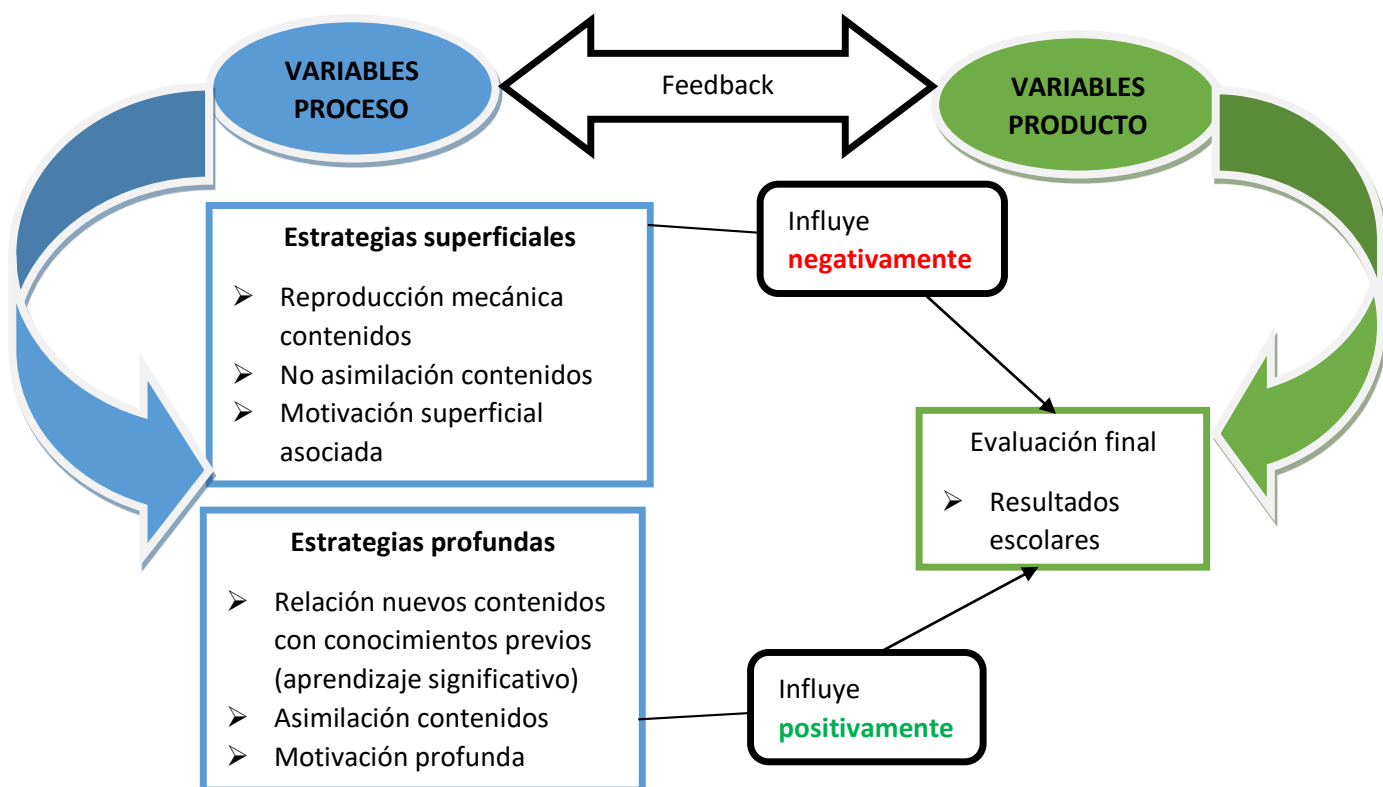 VARIABLES
PROCESO
Feedback
VARIABLES
PRODUCTO
Estrategias superficiales
➢ Reproducción mecánica
contenidos
➢ No asimilación contenidos
➢ Motivación superficial
asociada
Influye
negativamente
Evaluación final
➢ Resultados
escolares
Estrategias profundas
➢ Relación nuevos contenidos
con conocimientos previos
(aprendizaje significativo)
➢ Asimilación contenidos
➢ Motivación profunda
Influye
positivamente